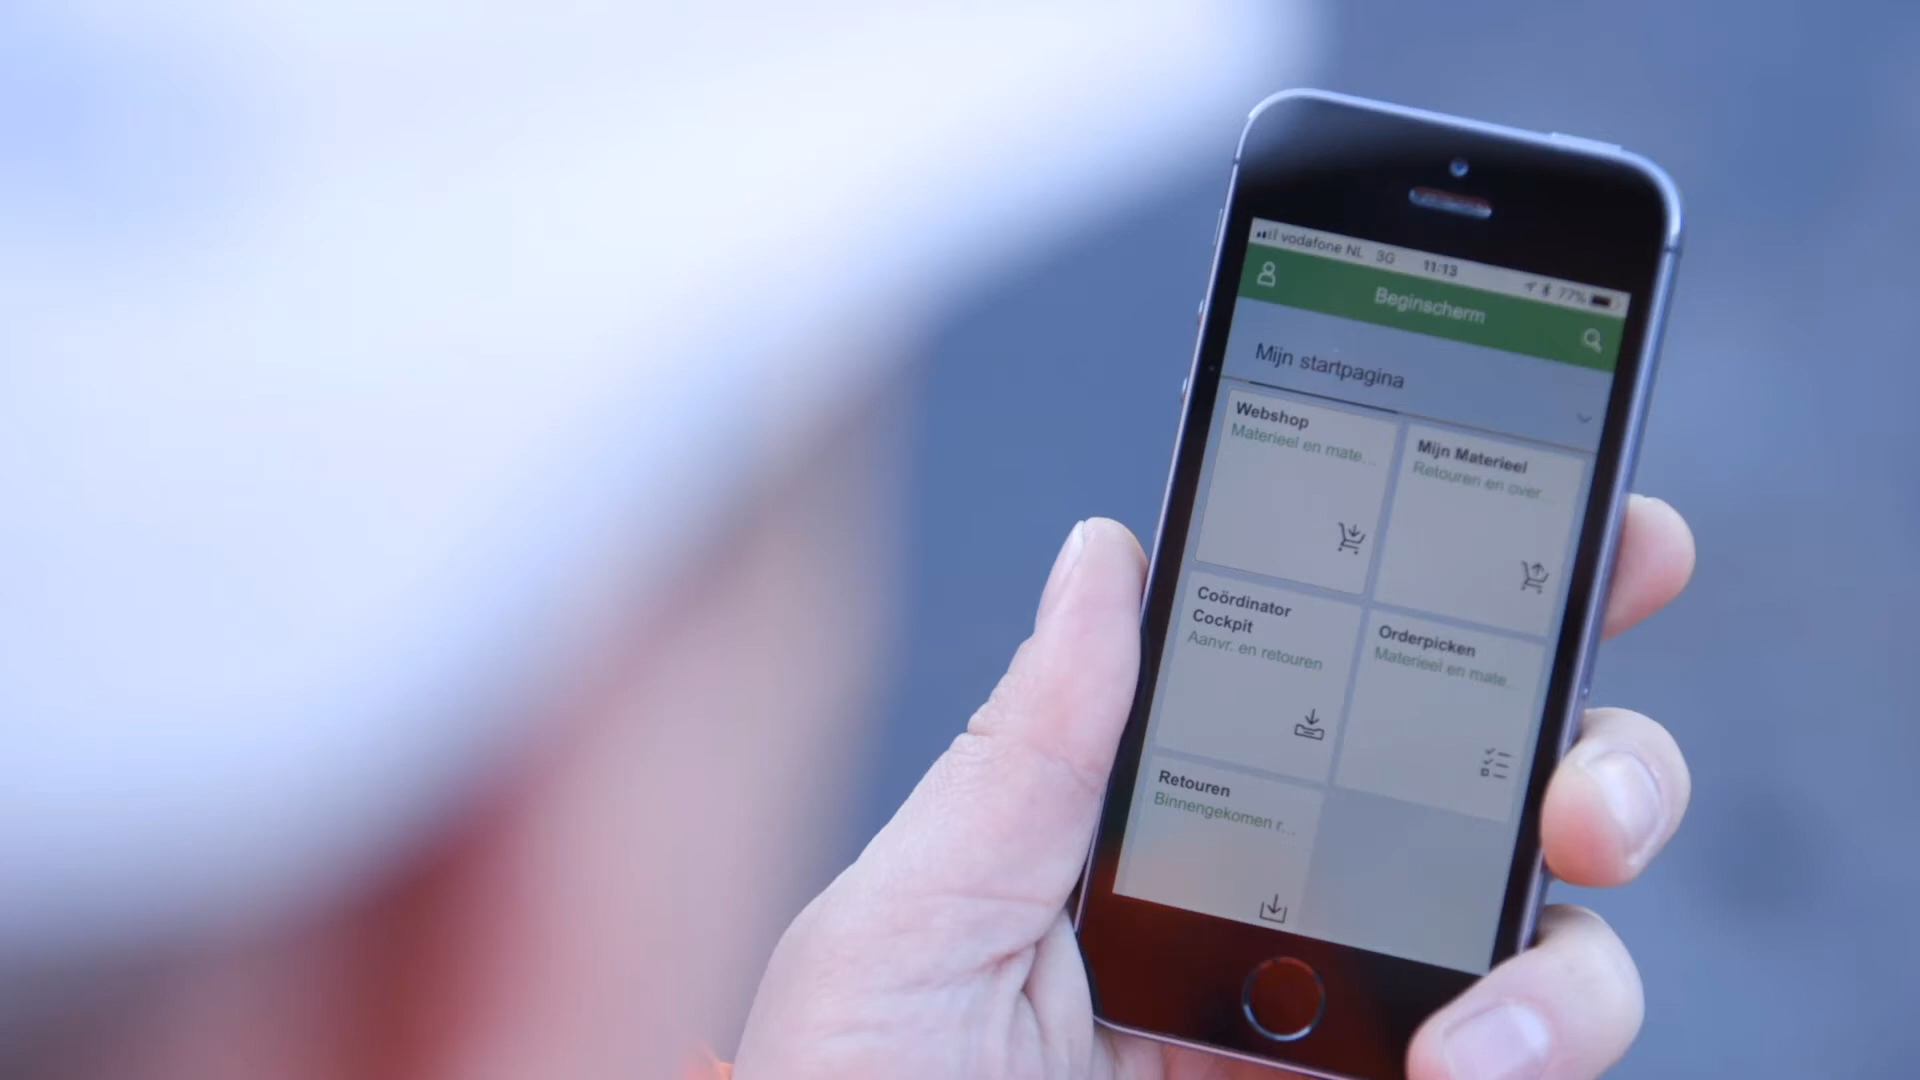 vodafone NL 3G 11:13 77%
Beginscherm
Mijn startpagina
Webshop
Materieel en mate...
Mijn Materieel
Retouren en over...
Coördinator
Cockpit
Aanvr. en retouren
Orderpicken
Materieel en mate...
Retouren
Binnengekomen r...